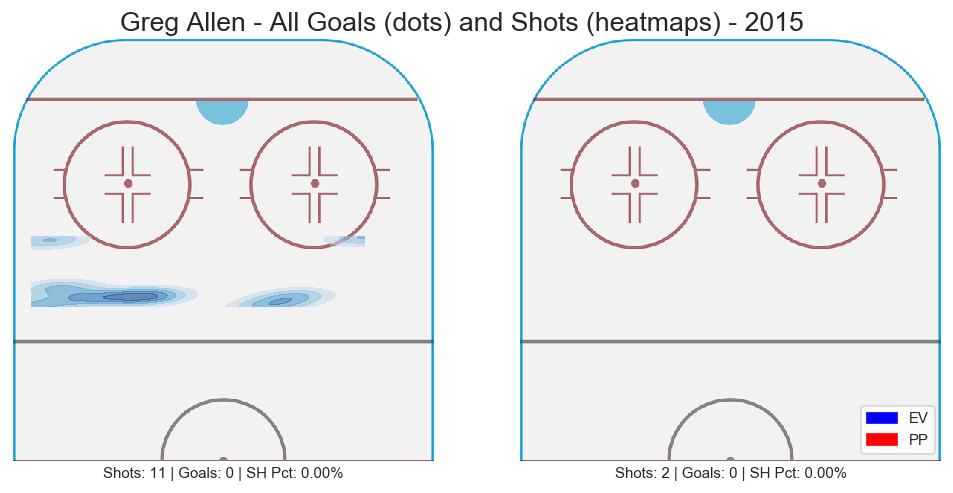 Greg Allen - All Goals (dots) and Shots (heatmaps) - 2015
EV
PP
Shots: 11 | Goals: 0 | SH Pct: 0.00%
Shots: 2 | Goals: 0 | SH Pct: 0.00%